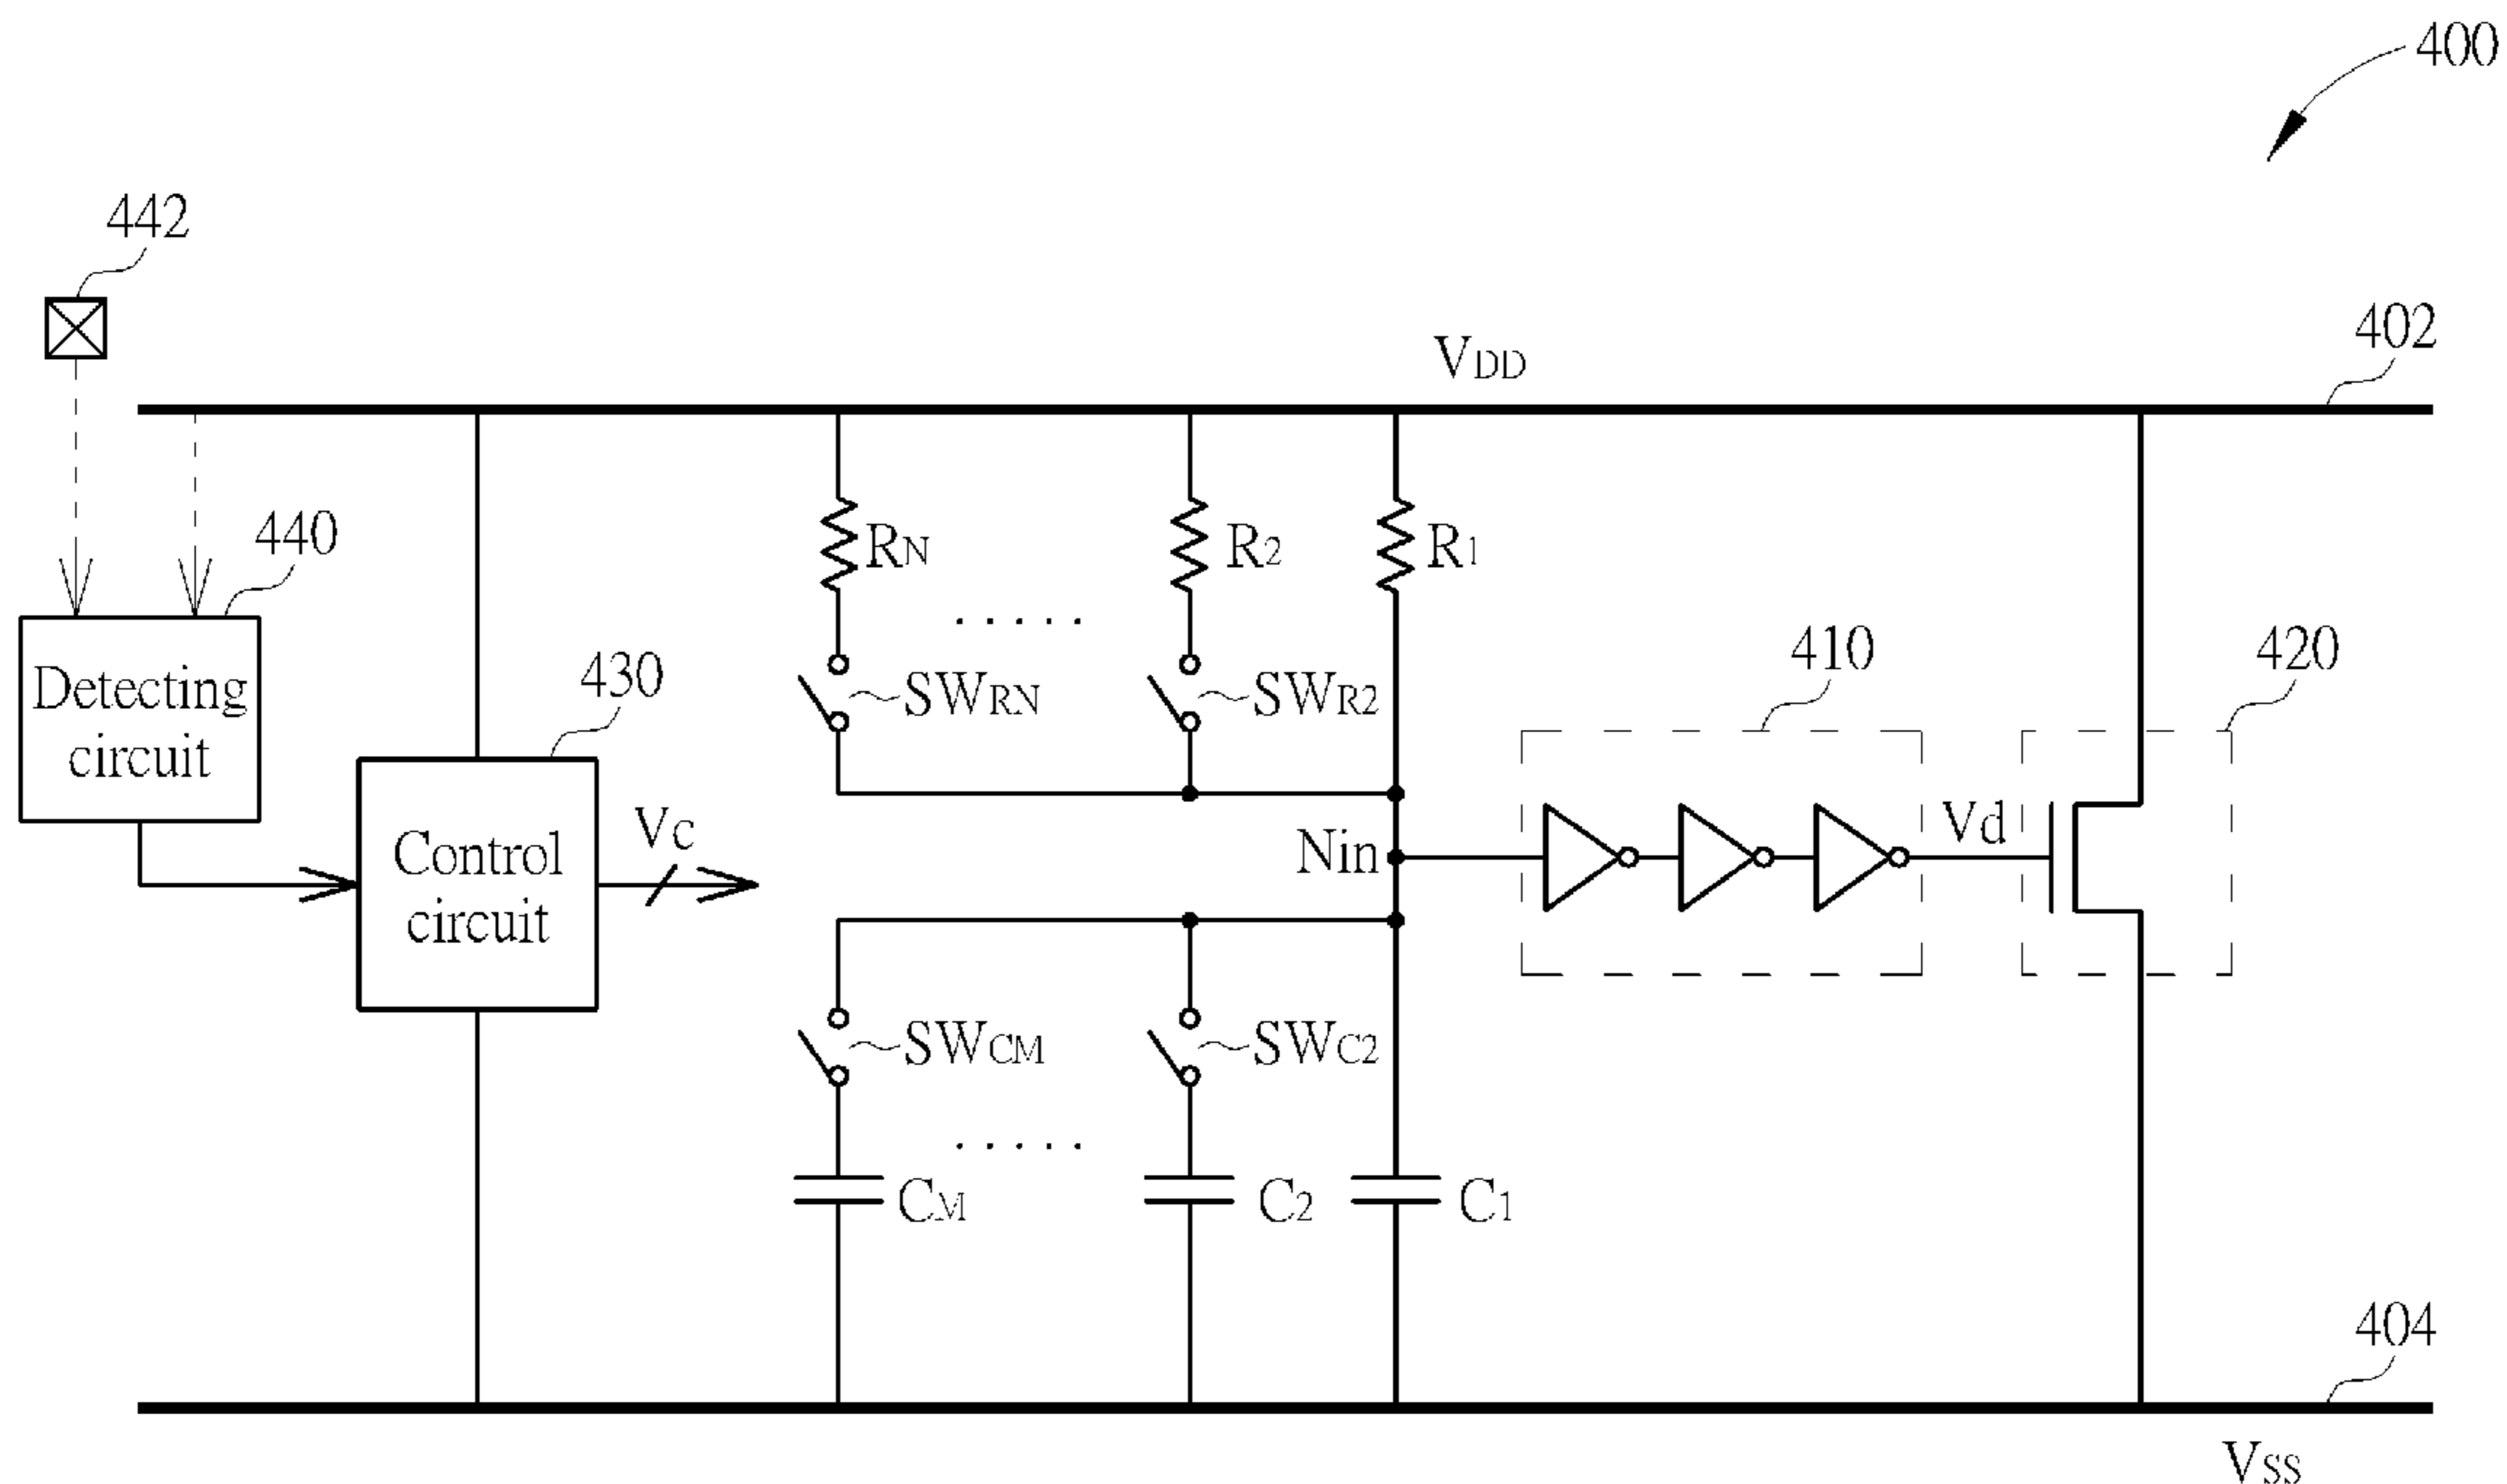 400
442
402
VDD
440
RN
R2
R1
430
410
420
Detecting
circuit
SWRN
SWR2
Control
circuit
VC
Nin
Vd
SWCM
SWC2
CM
C2
C1
404
VSS